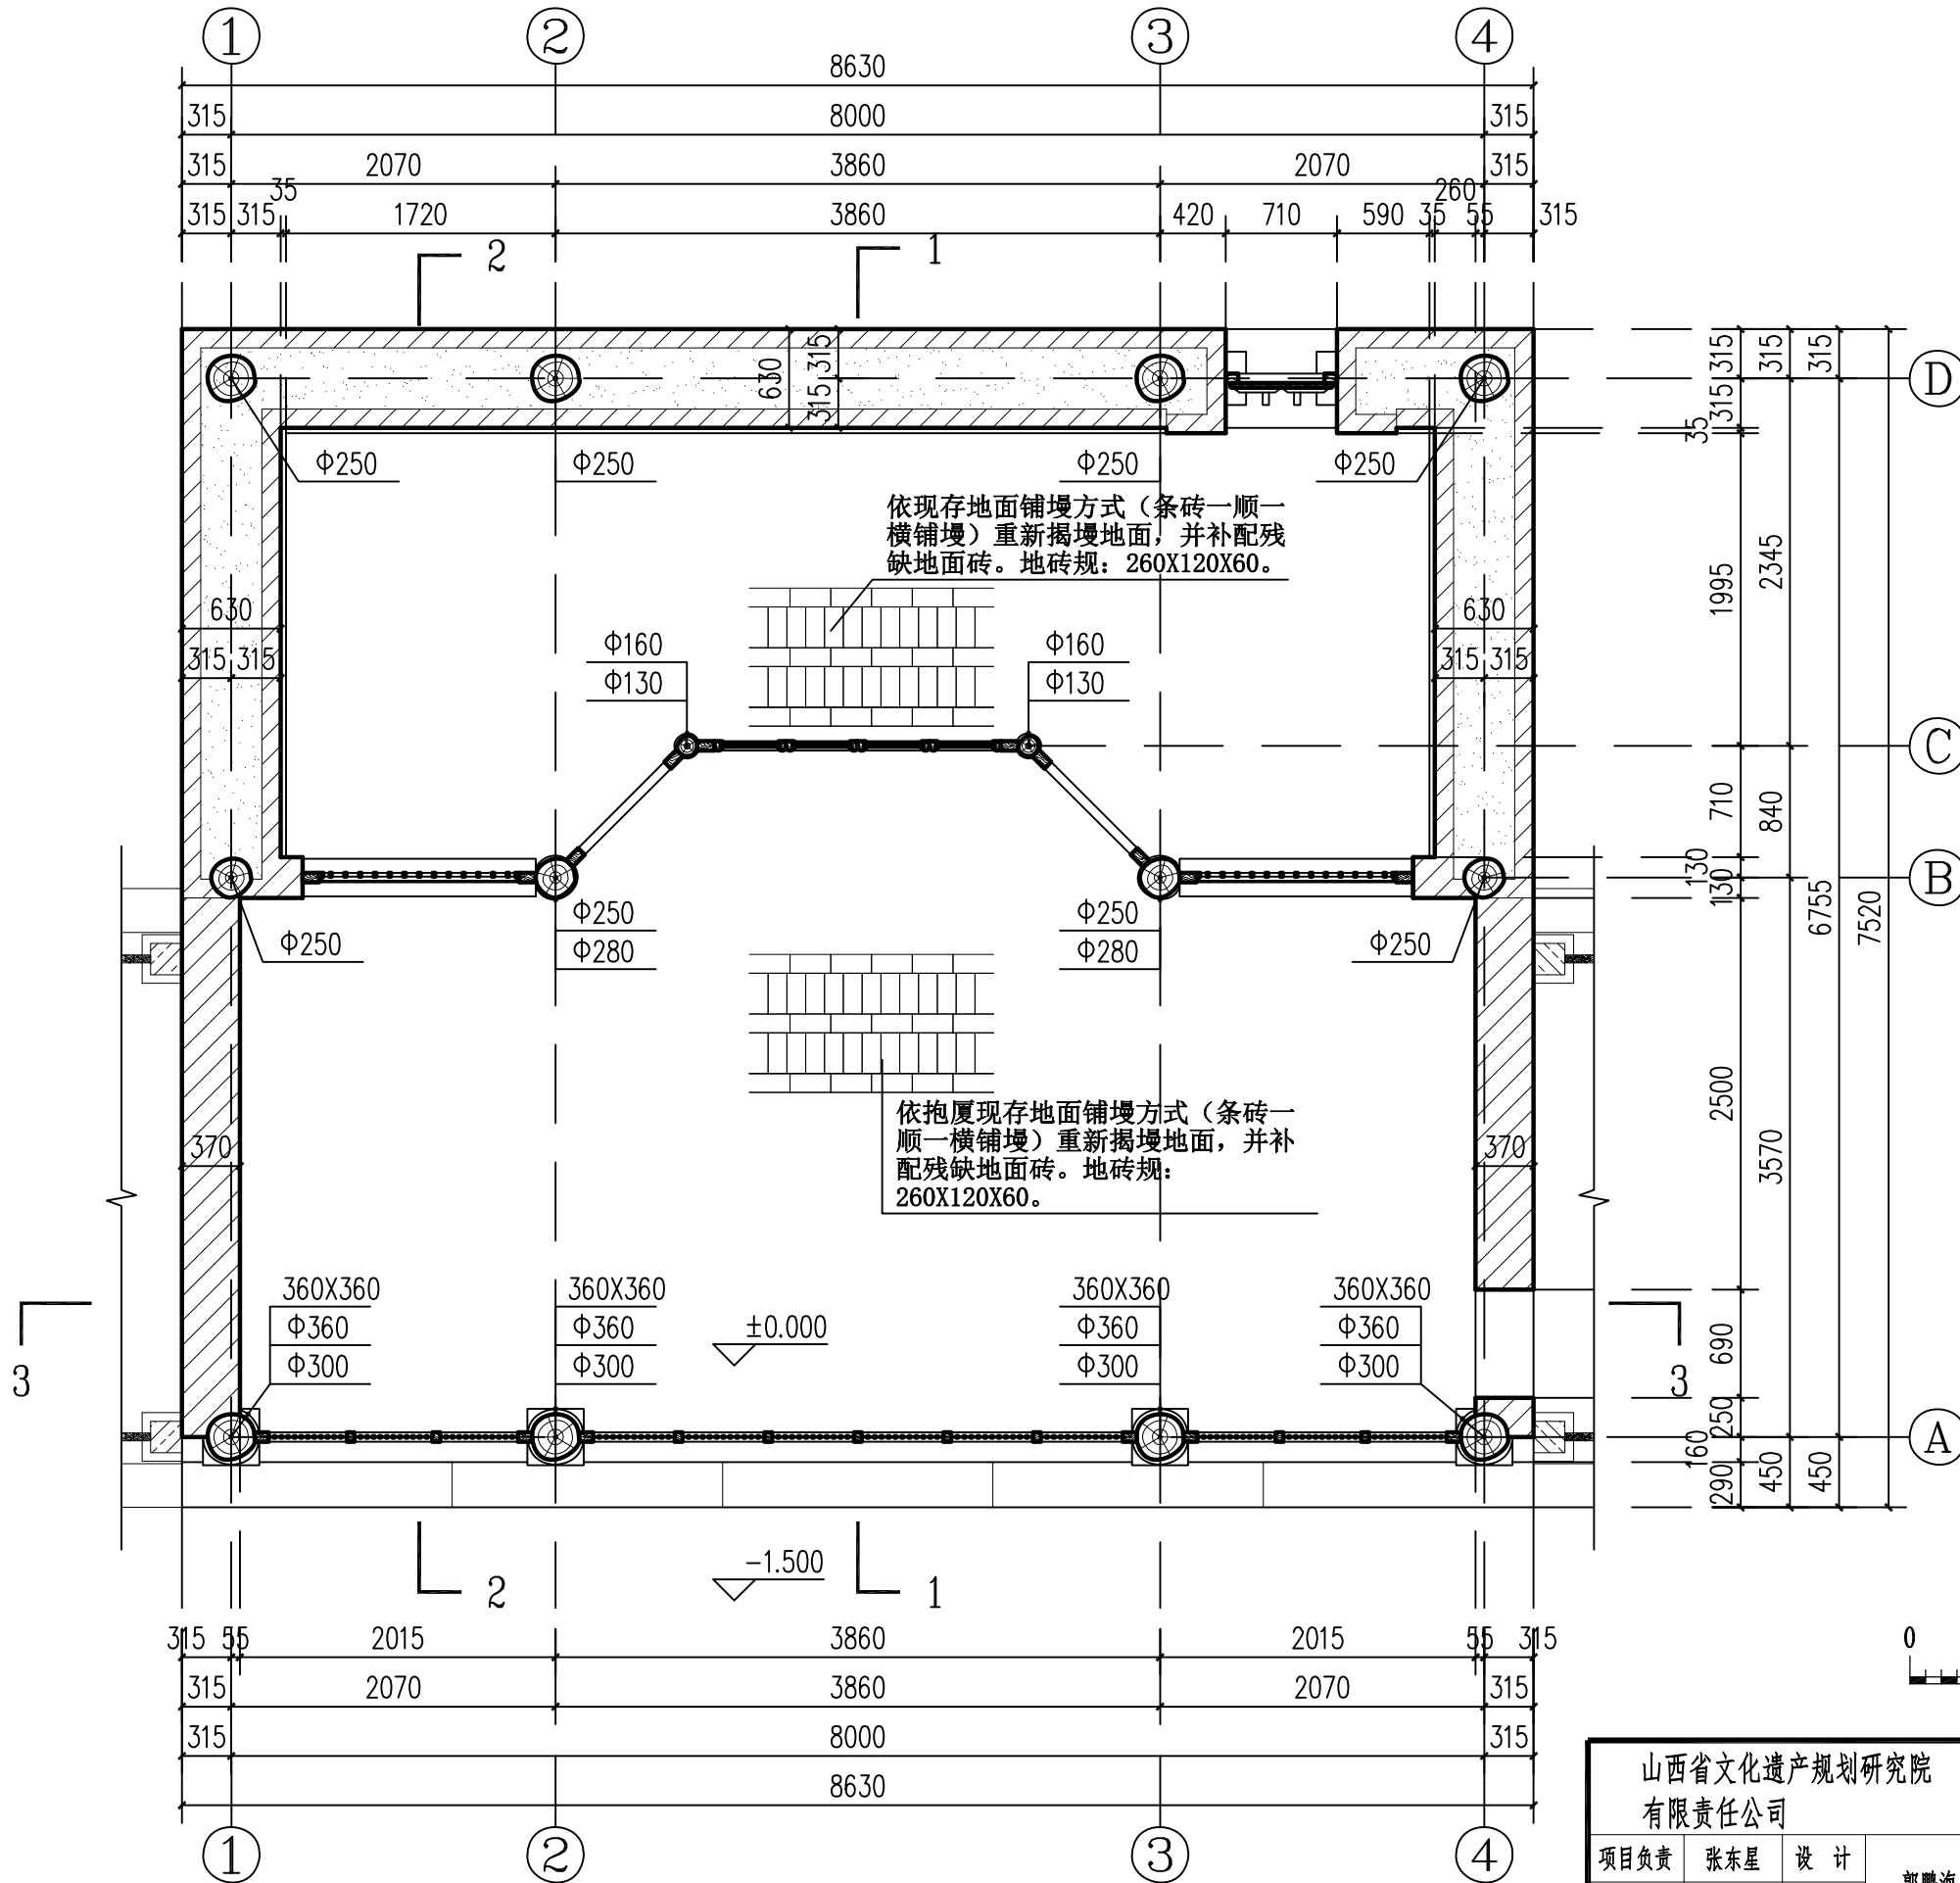 1 2 3 4
8630
315 8000 315
315 2070 3860 2070 315
35 260
315 315 1720 3860 420 710 590 35 55 315
2 1
630 315 315
315 315 315
315
35
D
Φ250 Φ250 Φ250 Φ250
依现存地面铺墁方式（条砖一顺一
横铺墁）重新揭墁地面，并补配残
缺地面砖。地砖规：260X120X60。
1995 2345
630 630
315 315 315 315
Φ160 Φ160
Φ130 Φ130
C
710 840
130
130
B
6755 7520
Φ250 Φ250
Φ280 Φ280
Φ250 Φ250
2500 3570
依抱厦现存地面铺墁方式（条砖一
顺一横铺墁）重新揭墁地面，并补
配残缺地面砖。地砖规：
260X120X60。
370 370
360X360 360X360 360X360 360X360
Φ360 Φ360 Φ360 Φ360
Φ300 Φ300 Φ300 Φ300
±0.000
3 3
690
250
160
290 450 450
A
-1.500
2 1
315 55 2015 3860 2015 55 315
315 2070 3860 2070 315
315 8000 315
8630
1 2 3 4
0
山西省文化遗产规划研究院
有限责任公司
项目负责 张东星 设 计